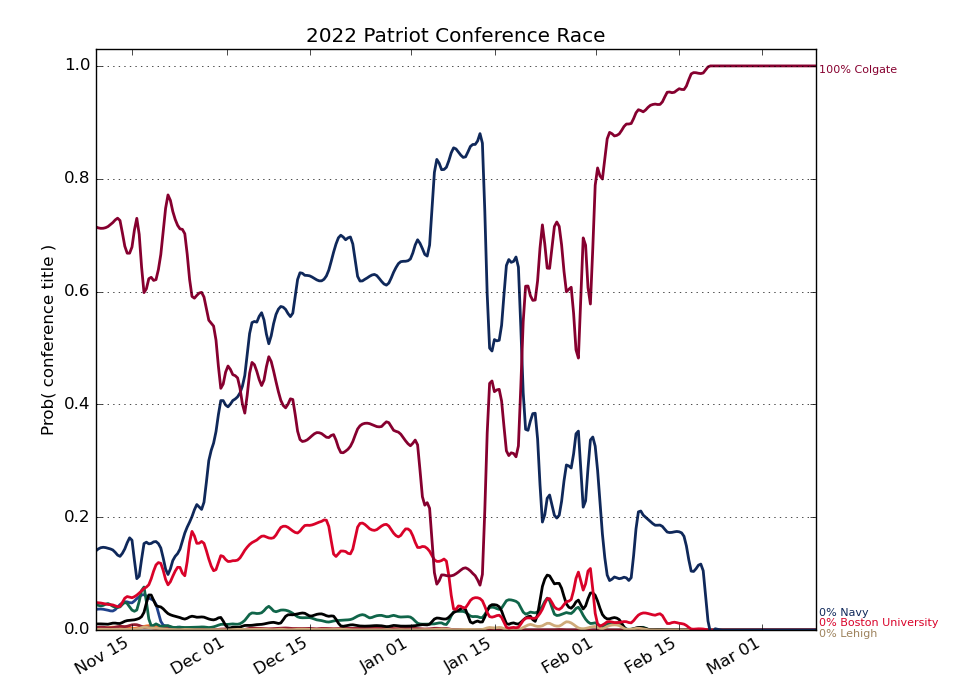 2022 Patriot Conference Race
Prob( conference title )
1.0
0.8
0.6
0.4
0.2
0.0
Nov 15
Dec 01
Dec 15
Jan 01
Jan 15
Feb 01
Feb 15
Mar 01
100% Colgate
0% Navy
0% Boston University
0% Lehigh